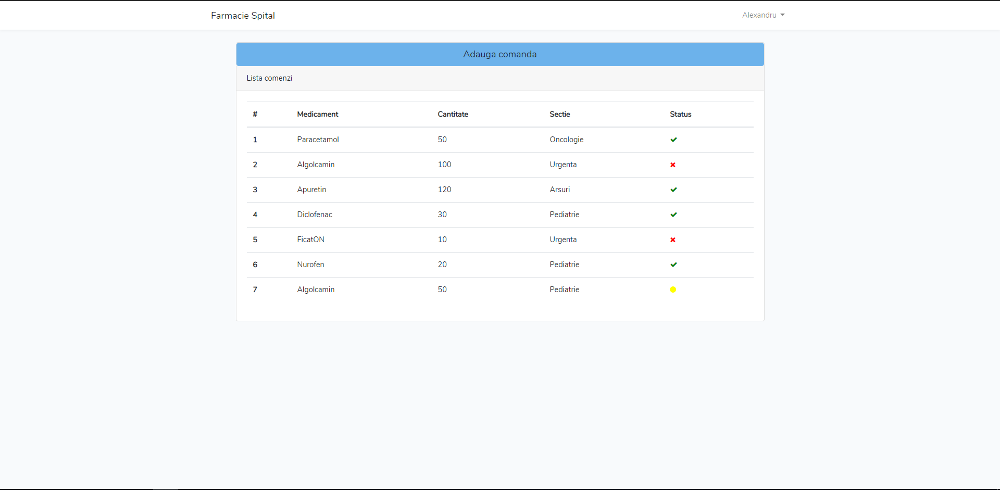 Farmacie Spital Alexandru
Adauga comanda
Lista comenzi
# Medicament Cantitate Sectie Status
1 Paracetamol 50 Oncologie
2 Algolcamin 100 Urgenta
3 Apuretin 120 Arsuri
4 Diclofenac 30 Pediatrie
5 FicatON 10 Urgenta
6 Nurofen 20 Pediatrie
7 Algolcamin 50 Pediatrie